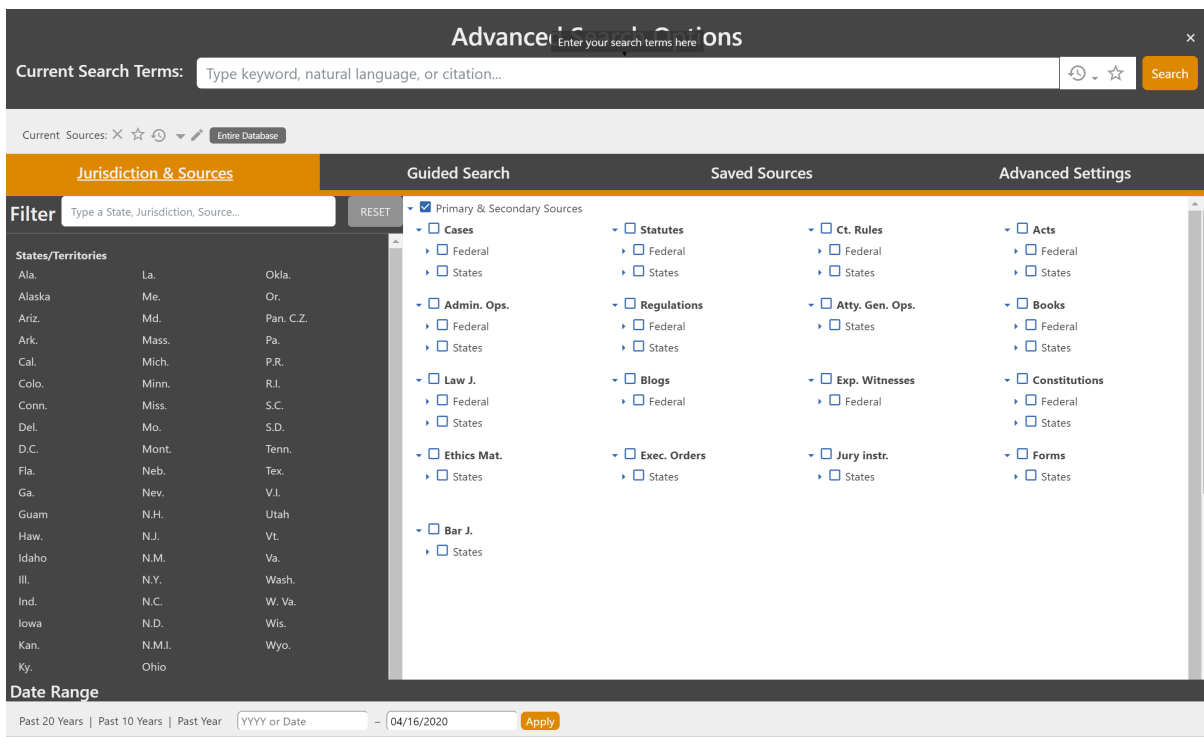 Advanced Search Options
Enter your search terms here
×
Current Search Terms: Type keyword, natural language, or citation... Search
Current Sources: Entire Database
Jurisdiction & Sources Guided Search Saved Sources Advanced Settings
Filter Type a State, Jurisdiction, Source... RESET
States/Territories
Ala. La. Okla.
Alaska Me. Or.
Ariz. Md. Pan. C.Z.
Ark. Mass. Pa.
Cal. Mich. P.R.
Colo. Minn. R.I.
Conn. Miss. S.C.
Del. Mo. S.D.
D.C. Mont. Tenn.
Fla. Neb. Tex.
Ga. Nev. V.I.
Guam N.H. Utah
Haw. N.J. Vt.
Idaho N.M. Va.
Ill. N.Y. Wash.
Ind. N.C. W. Va.
Iowa N.D. Wis.
Kan. N.M.I. Wyo.
Ky. Ohio
Primary & Secondary Sources
Cases Statutes Ct. Rules Acts
Federal Federal Federal Federal
States States States States
Admin. Ops. Regulations Atty. Gen. Ops. Books
Federal Federal States Federal
States States States
Law J. Blogs Exp. Witnesses Constitutions
Federal Federal Federal Federal
States States
Ethics Mat. Exec. Orders Jury instr. Forms
States States States States
Bar J.
States
Date Range
Past 20 Years | Past 10 Years | Past Year YYYY or Date – 04/16/2020 Apply